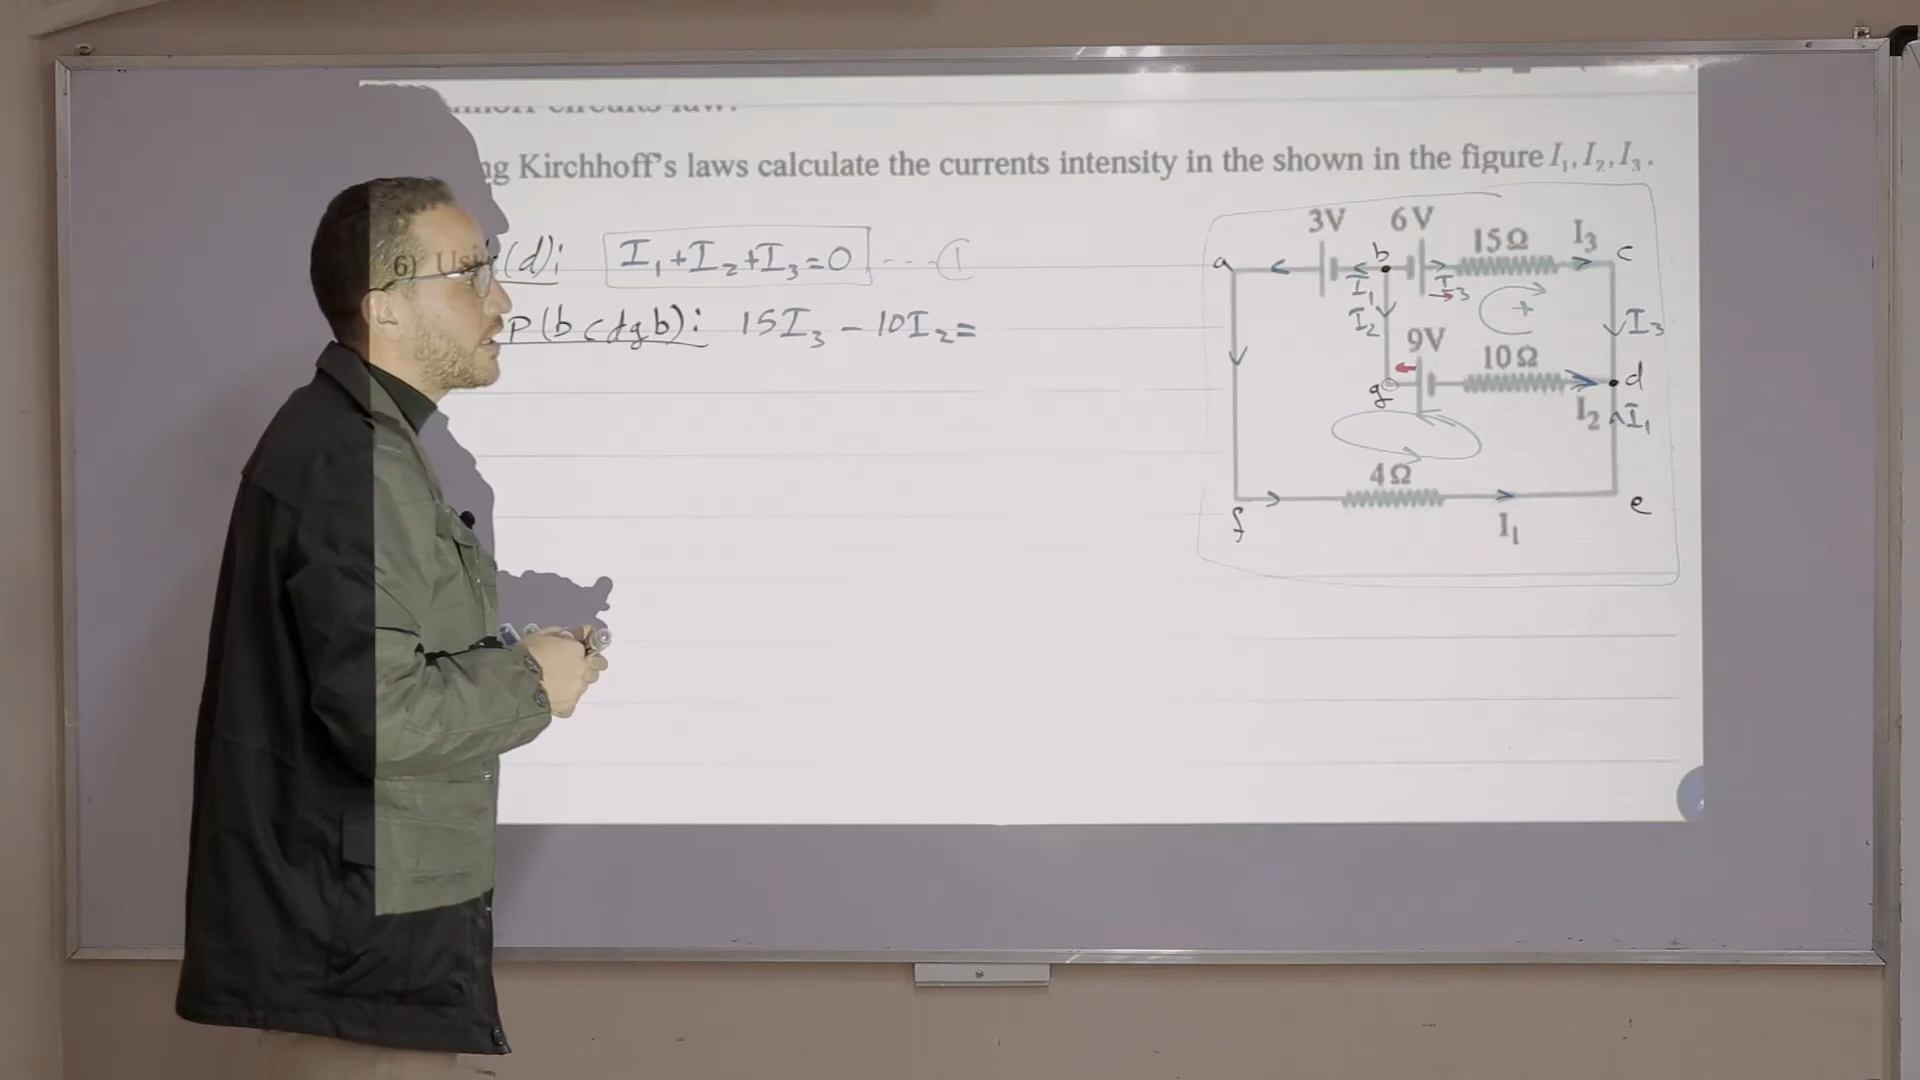 ng Kirchhoff's laws calculate the currents intensity in the shown in the figure I₁, I₂, I₃.
6) Usi
(d): I₁+I₂+I₃=0 ---①
p(bcdgb): 15I₃ − 10I₂=
3V 6V 15Ω I₃
a b c
I₁ I₃
I₂ + I₃
9V 10Ω
g d
I₂ I₁
4Ω
f e
I₁